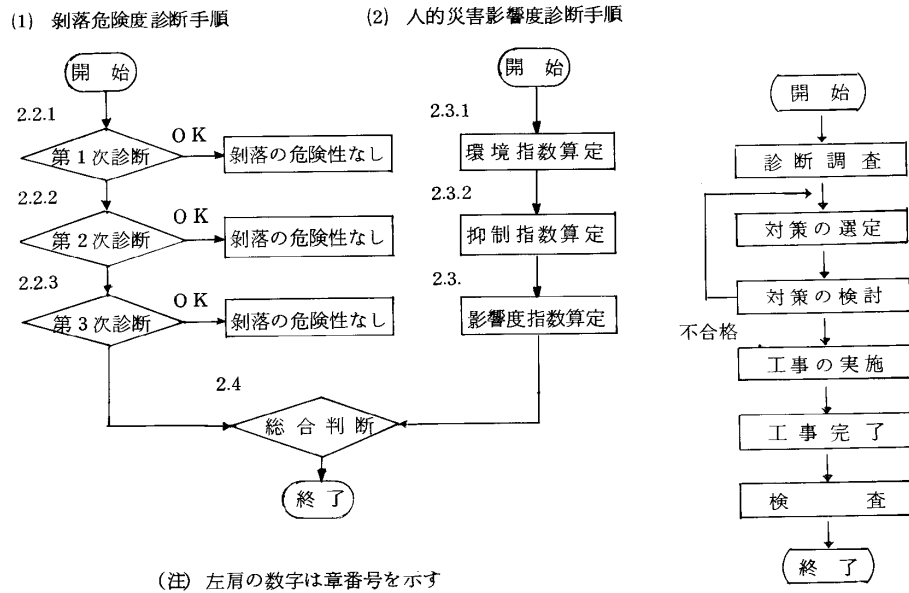 (1) 剝落危険度診断手順
開 始
2.2.1
第1次診断
OK
剝落の危険性なし
2.2.2
第2次診断
OK
剝落の危険性なし
2.2.3
第3次診断
OK
剝落の危険性なし
(2) 人的災害影響度診断手順
開 始
2.3.1
環境指数算定
2.3.2
抑制指数算定
2.3.
影響度指数算定
2.4
総合判断
終了
(注) 左肩の数字は章番号を示す
開 始
診断調査
対策の選定
対策の検討
不合格
工事の実施
工事完了
検 査
終了